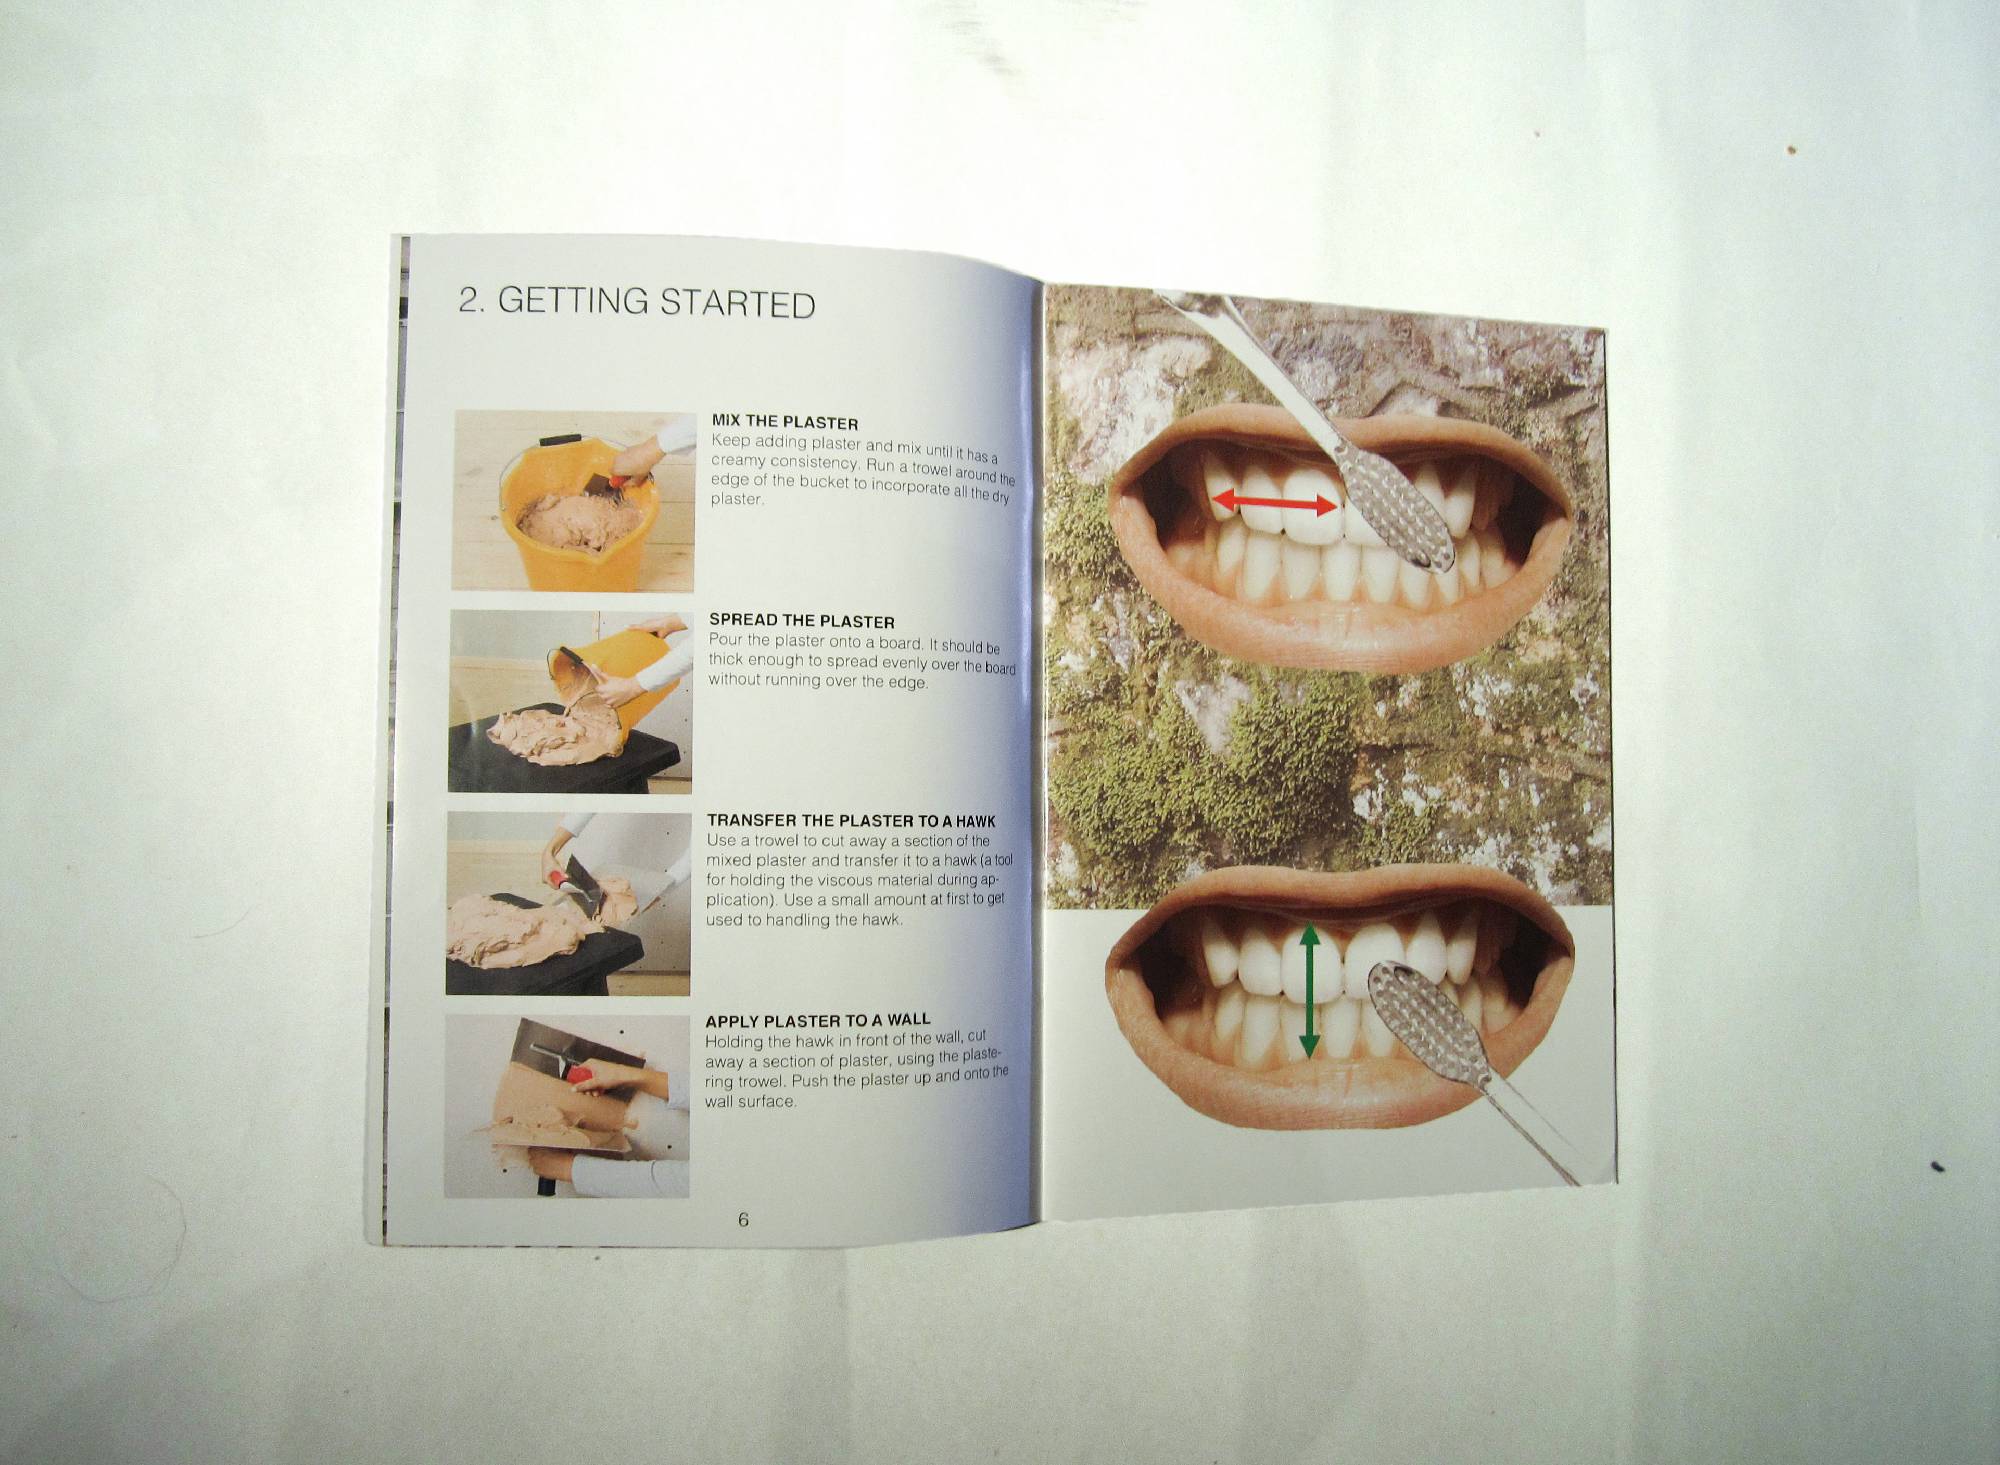 2. GETTING STARTED
MIX THE PLASTER
Keep adding plaster and mix until it has a
creamy consistency. Run a trowel around the
edge of the bucket to incorporate all the dry
plaster.
SPREAD THE PLASTER
Pour the plaster onto a board. It should be
thick enough to spread evenly over the board
without running over the edge.
TRANSFER THE PLASTER TO A HAWK
Use a trowel to cut away a section of the
mixed plaster and transfer it to a hawk (a tool
for holding the viscous material during ap-
plication). Use a small amount at first to get
used to handling the hawk.
APPLY PLASTER TO A WALL
Holding the hawk in front of the wall, cut
away a section of plaster, using the plaste-
ring trowel. Push the plaster up and onto the
wall surface.
6